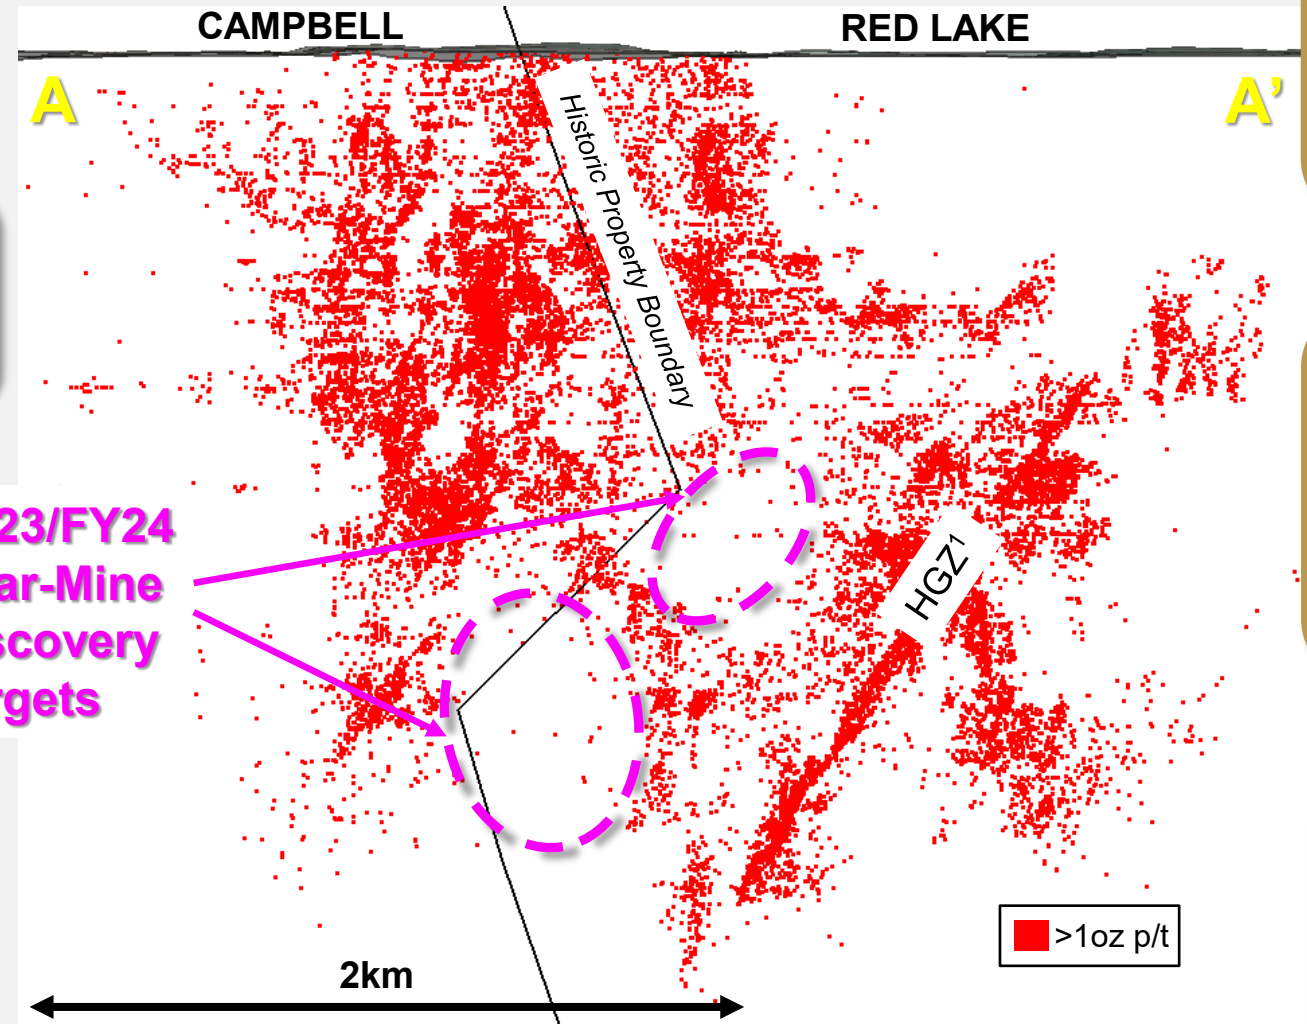 CAMPBELL
RED LAKE
A
A’
Historic Property Boundary
23/FY24
ar-Mine
scovery
rgets
HGZ¹
>1oz p/t
2km